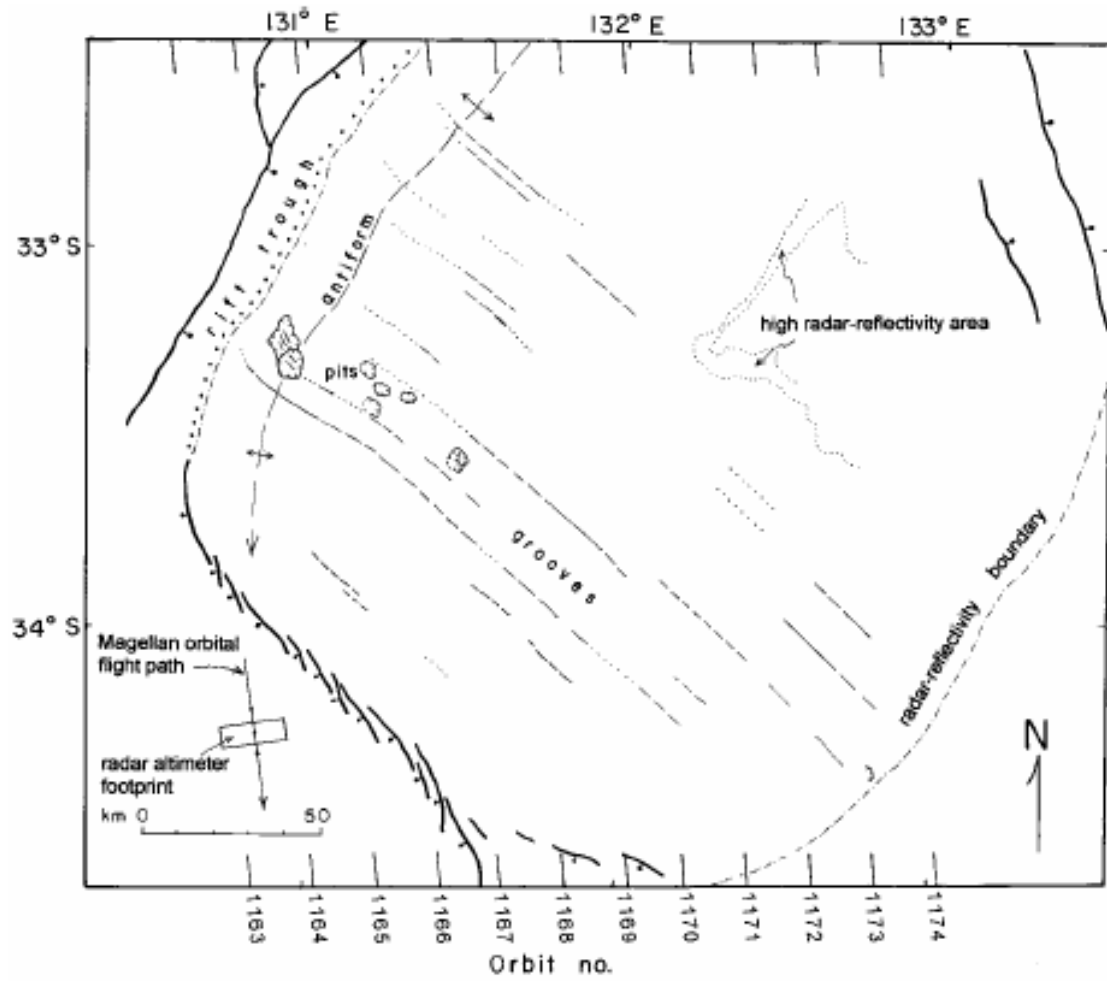 131° E
132° E
133° E
rift trough
antiform
33° S
high radar-reflectivity area
pits
grooves
boundary
radar-reflectivity
34° S
Magellan orbital
flight path
radar altimeter
footprint
N
km 0 50
1163
1164
1165
1166
1167
1168
1169
1170
1171
1172
1173
1174
Orbit no.